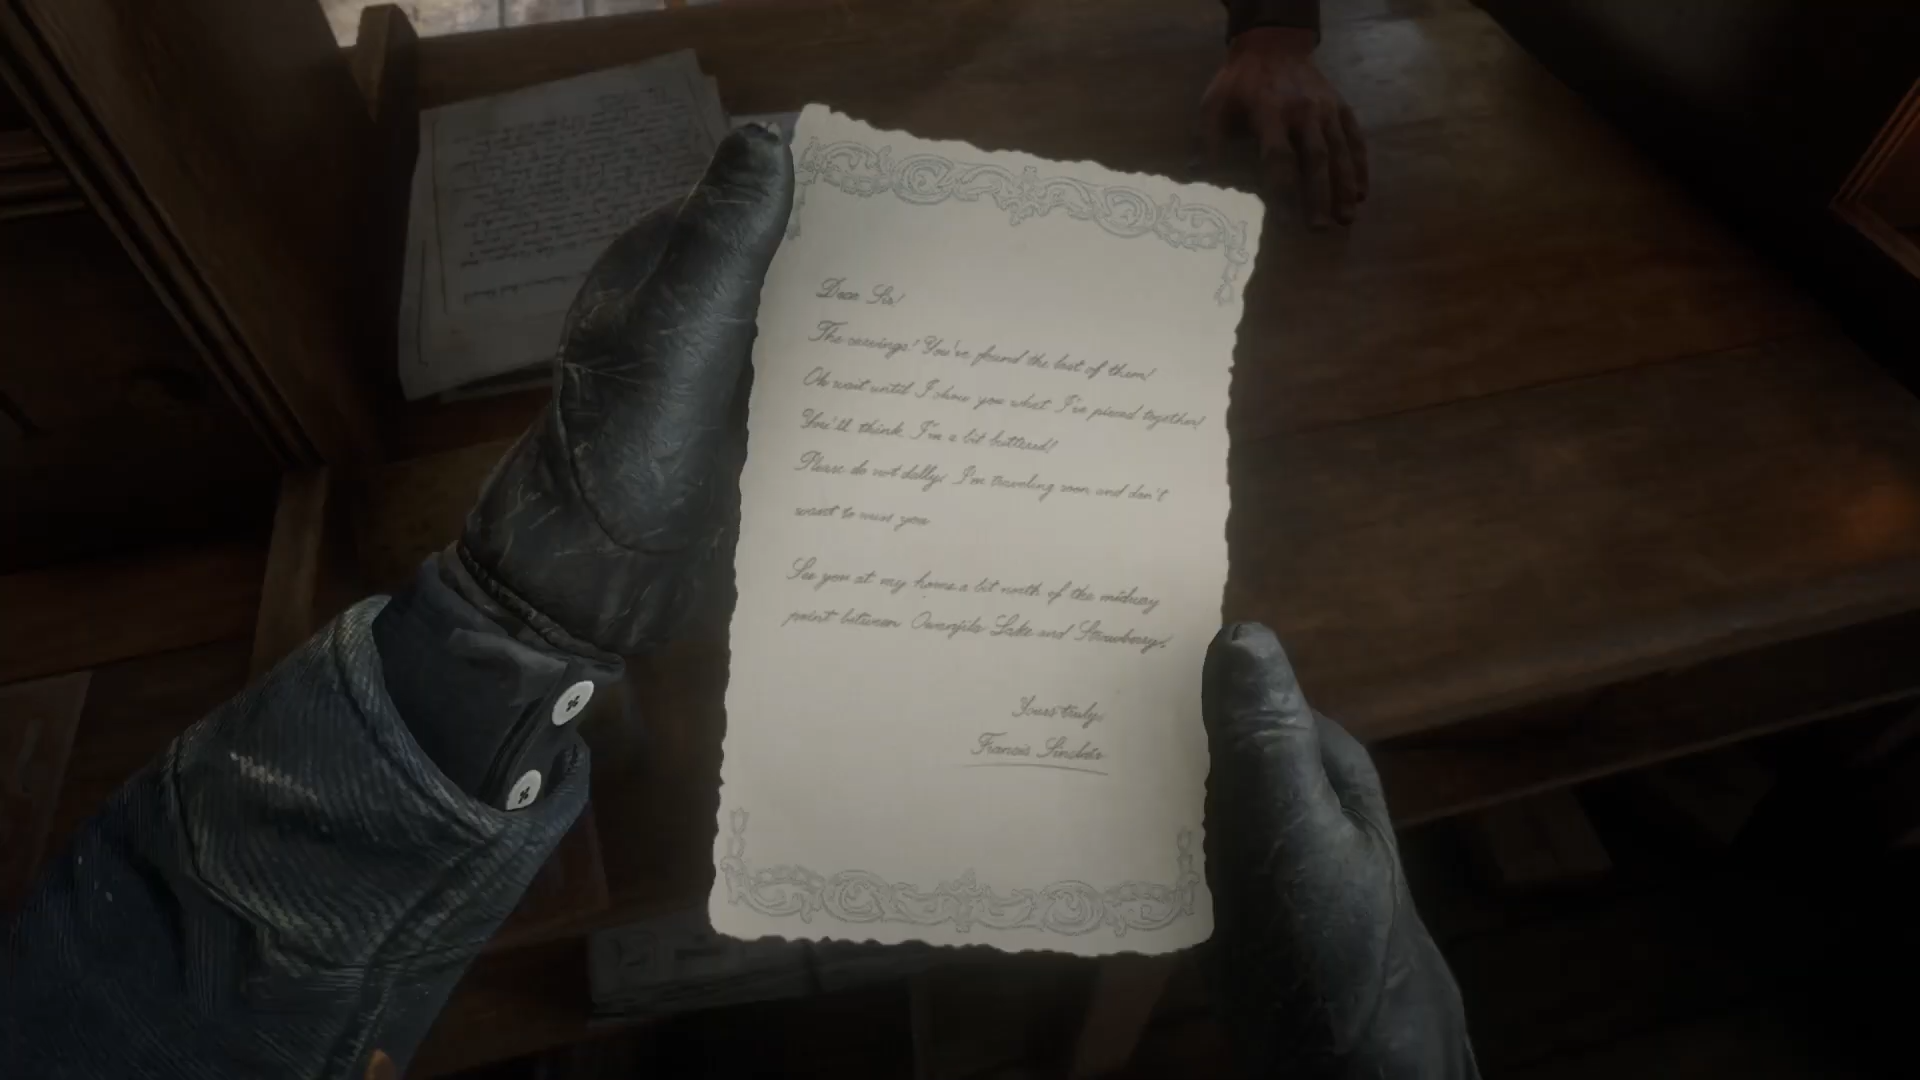 Dear Sir!
The carvings! You've found the last of them!
Oh wait until I show you what I've pieced together!
You'll think I'm a bit buttered!
Please do not dally, I'm traveling soon and don't
want to miss you
See you at my home a bit north of the midway
point between Owanjila Lake and Strawberry.
Yours truly,
Francis Sinclair